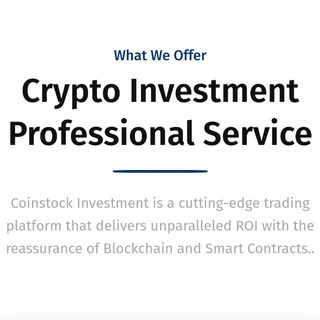 What We Offer
Crypto Investment
Professional Service
Coinstock Investment is a cutting-edge trading
platform that delivers unparalleled ROI with the
reassurance of Blockchain and Smart Contracts..